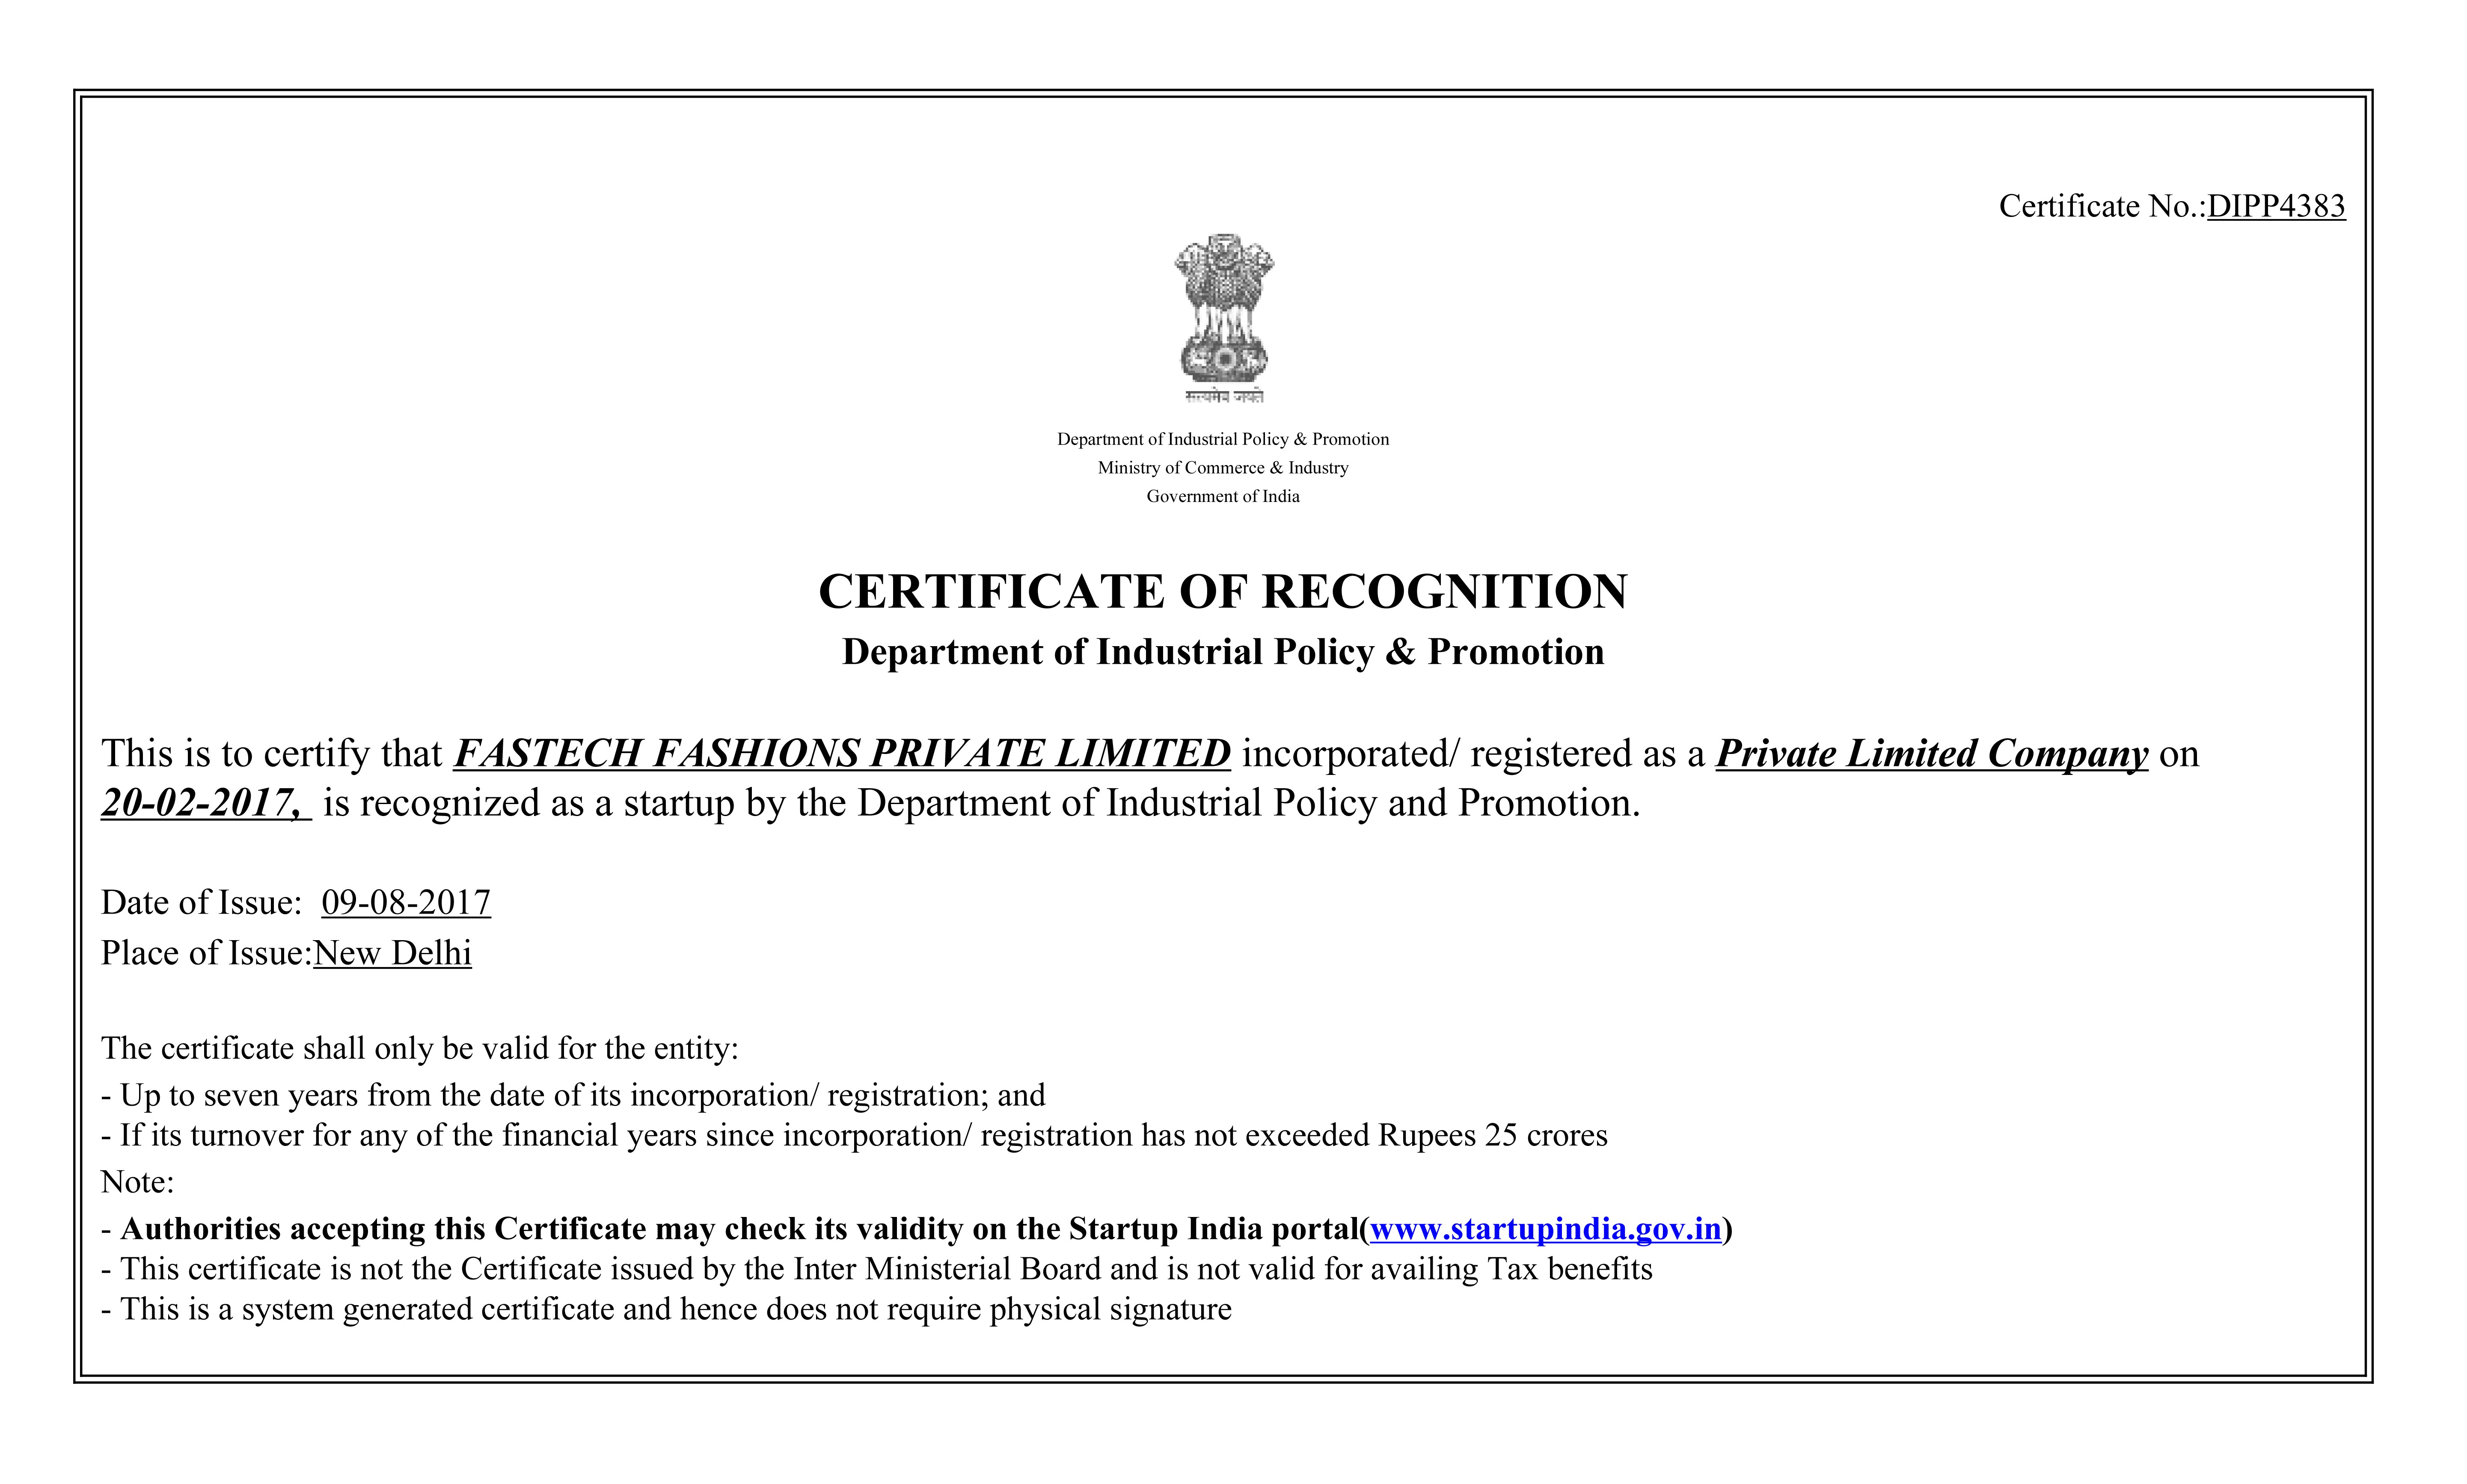 Certificate No.:DIPP4383
सत्यमेव जयते
Department of Industrial Policy & Promotion
Ministry of Commerce & Industry
Government of India
CERTIFICATE OF RECOGNITION
Department of Industrial Policy & Promotion
This is to certify that FASTECH FASHIONS PRIVATE LIMITED incorporated/ registered as a Private Limited Company on
20-02-2017, is recognized as a startup by the Department of Industrial Policy and Promotion.
Date of Issue: 09-08-2017
Place of Issue:New Delhi
The certificate shall only be valid for the entity:
- Up to seven years from the date of its incorporation/ registration; and
- If its turnover for any of the financial years since incorporation/ registration has not exceeded Rupees 25 crores
Note:
- Authorities accepting this Certificate may check its validity on the Startup India portal(www.startupindia.gov.in)
- This certificate is not the Certificate issued by the Inter Ministerial Board and is not valid for availing Tax benefits
- This is a system generated certificate and hence does not require physical signature